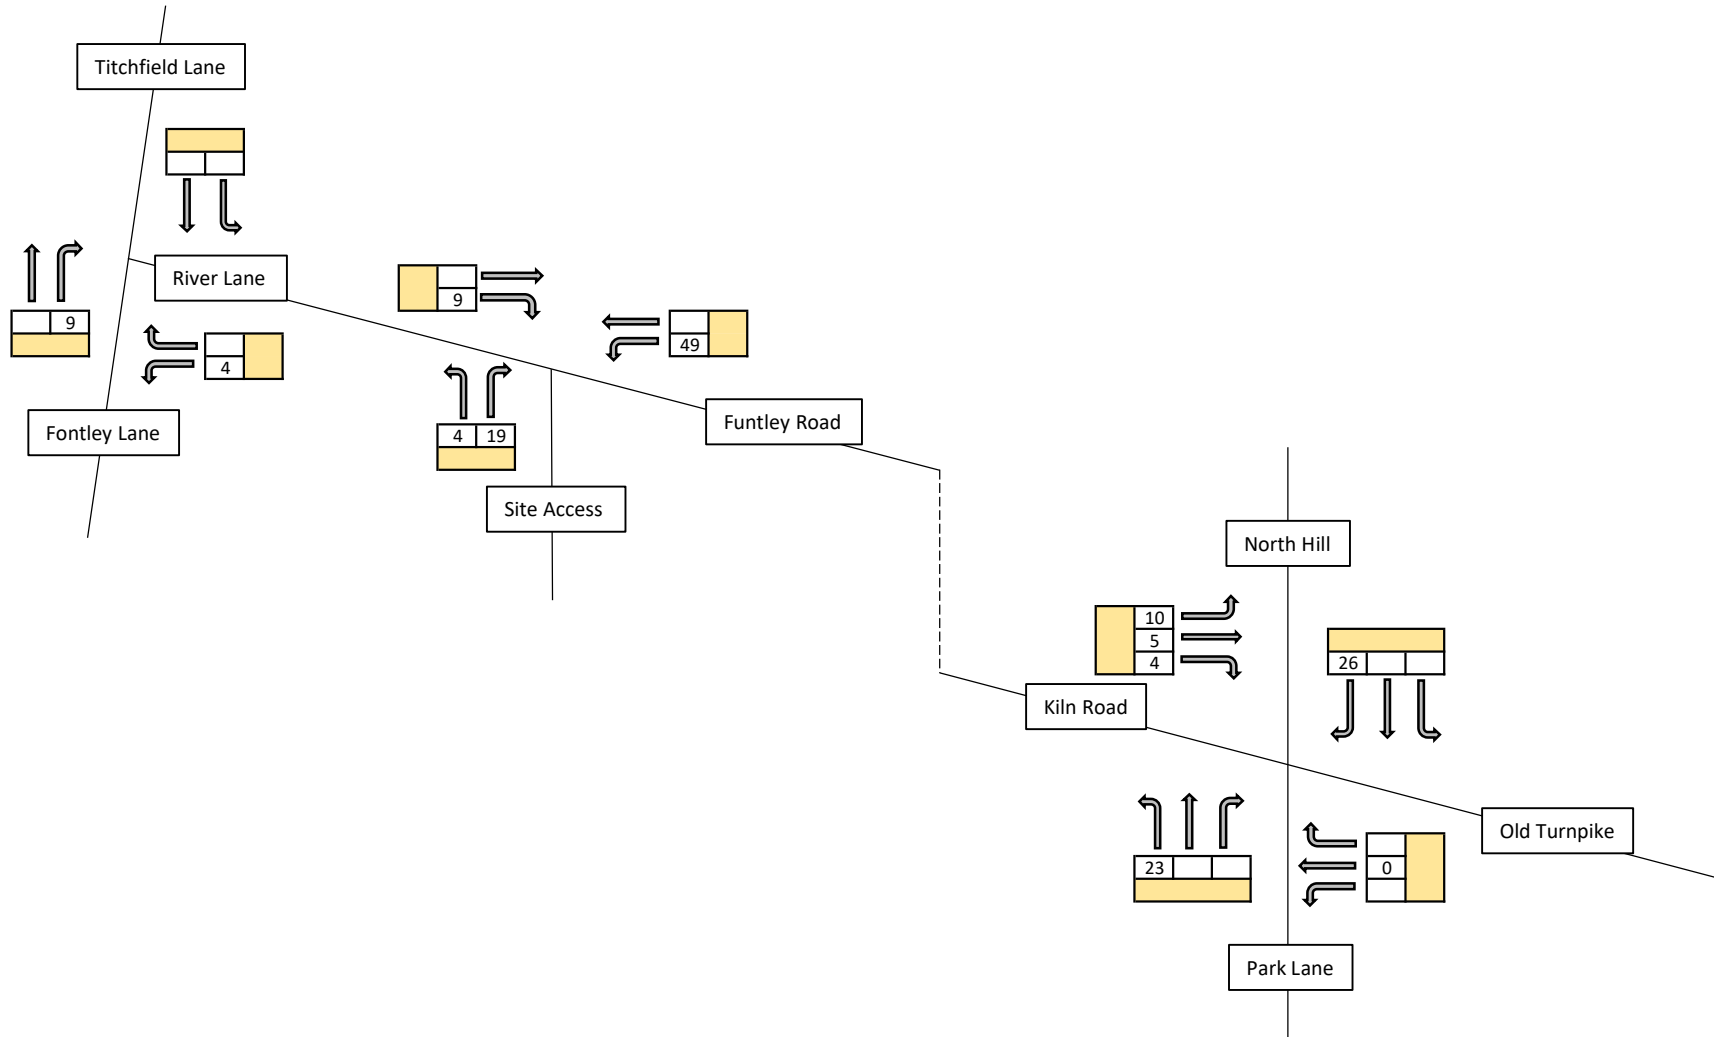 Titchfield Lane
River Lane
9
9
49
4
Fontley Lane
4 19
Funtley Road
Site Access
North Hill
10
5
4
26
Kiln Road
Old Turnpike
23
0
Park Lane